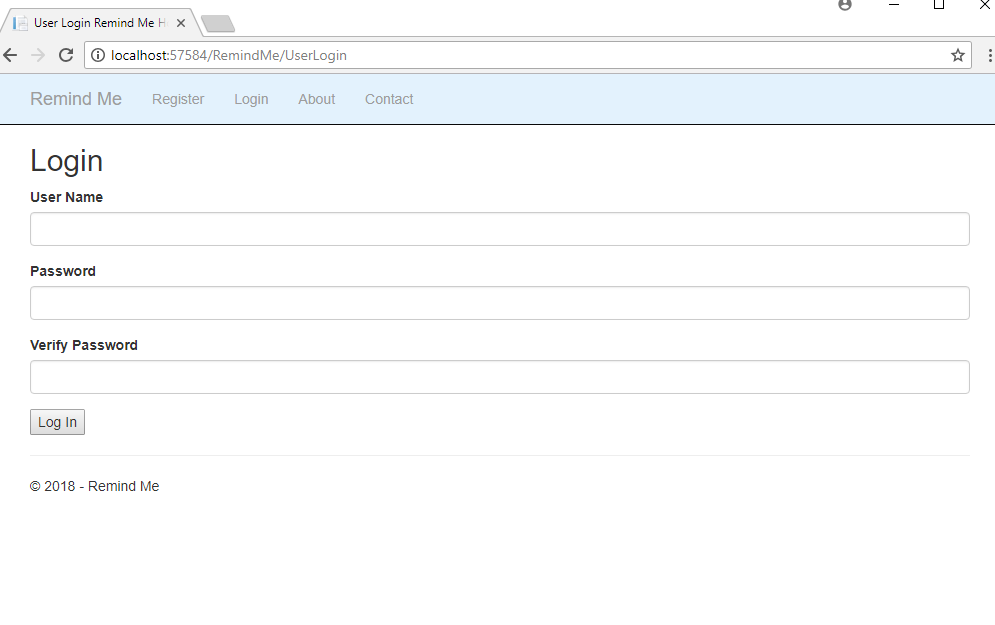 User Login Remind Me H
localhost:57584/RemindMe/UserLogin
Remind Me Register Login About Contact
Login
User Name
Password
Verify Password
Log In
© 2018 - Remind Me